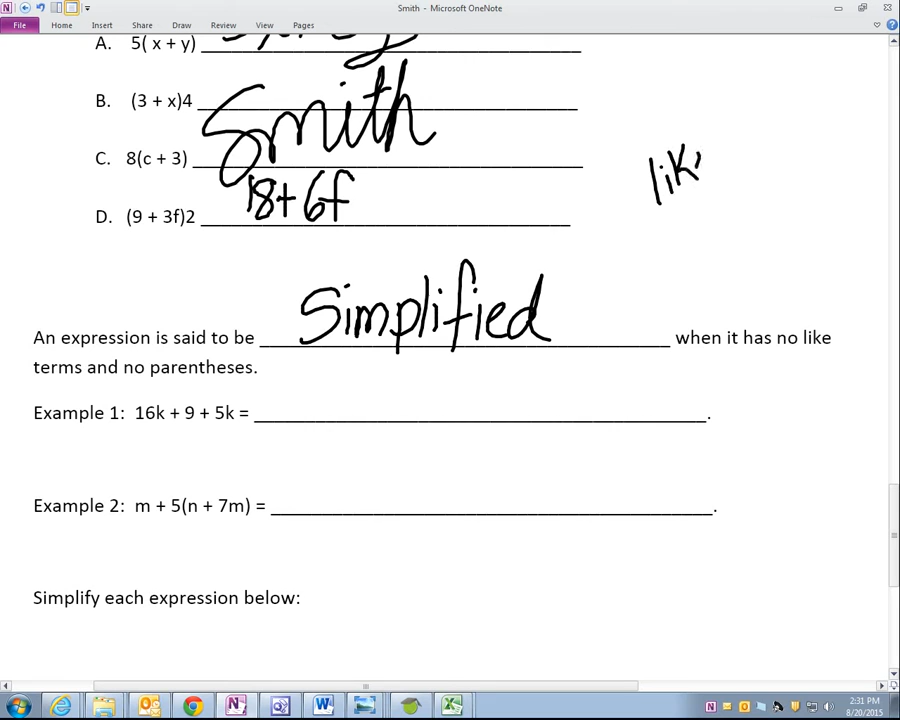 Smith - Microsoft OneNote
File Home Insert Share Draw Review View Pages
A. 5( x + y)
B. (3 + x)4
Smith
C. 8(c + 3)
lik
18+6f
D. (9 + 3f)2
Simplified
An expression is said to be when it has no like
terms and no parentheses.
Example 1: 16k + 9 + 5k = .
Example 2: m + 5(n + 7m) = .
Simplify each expression below:
2:31 PM
8/20/2015